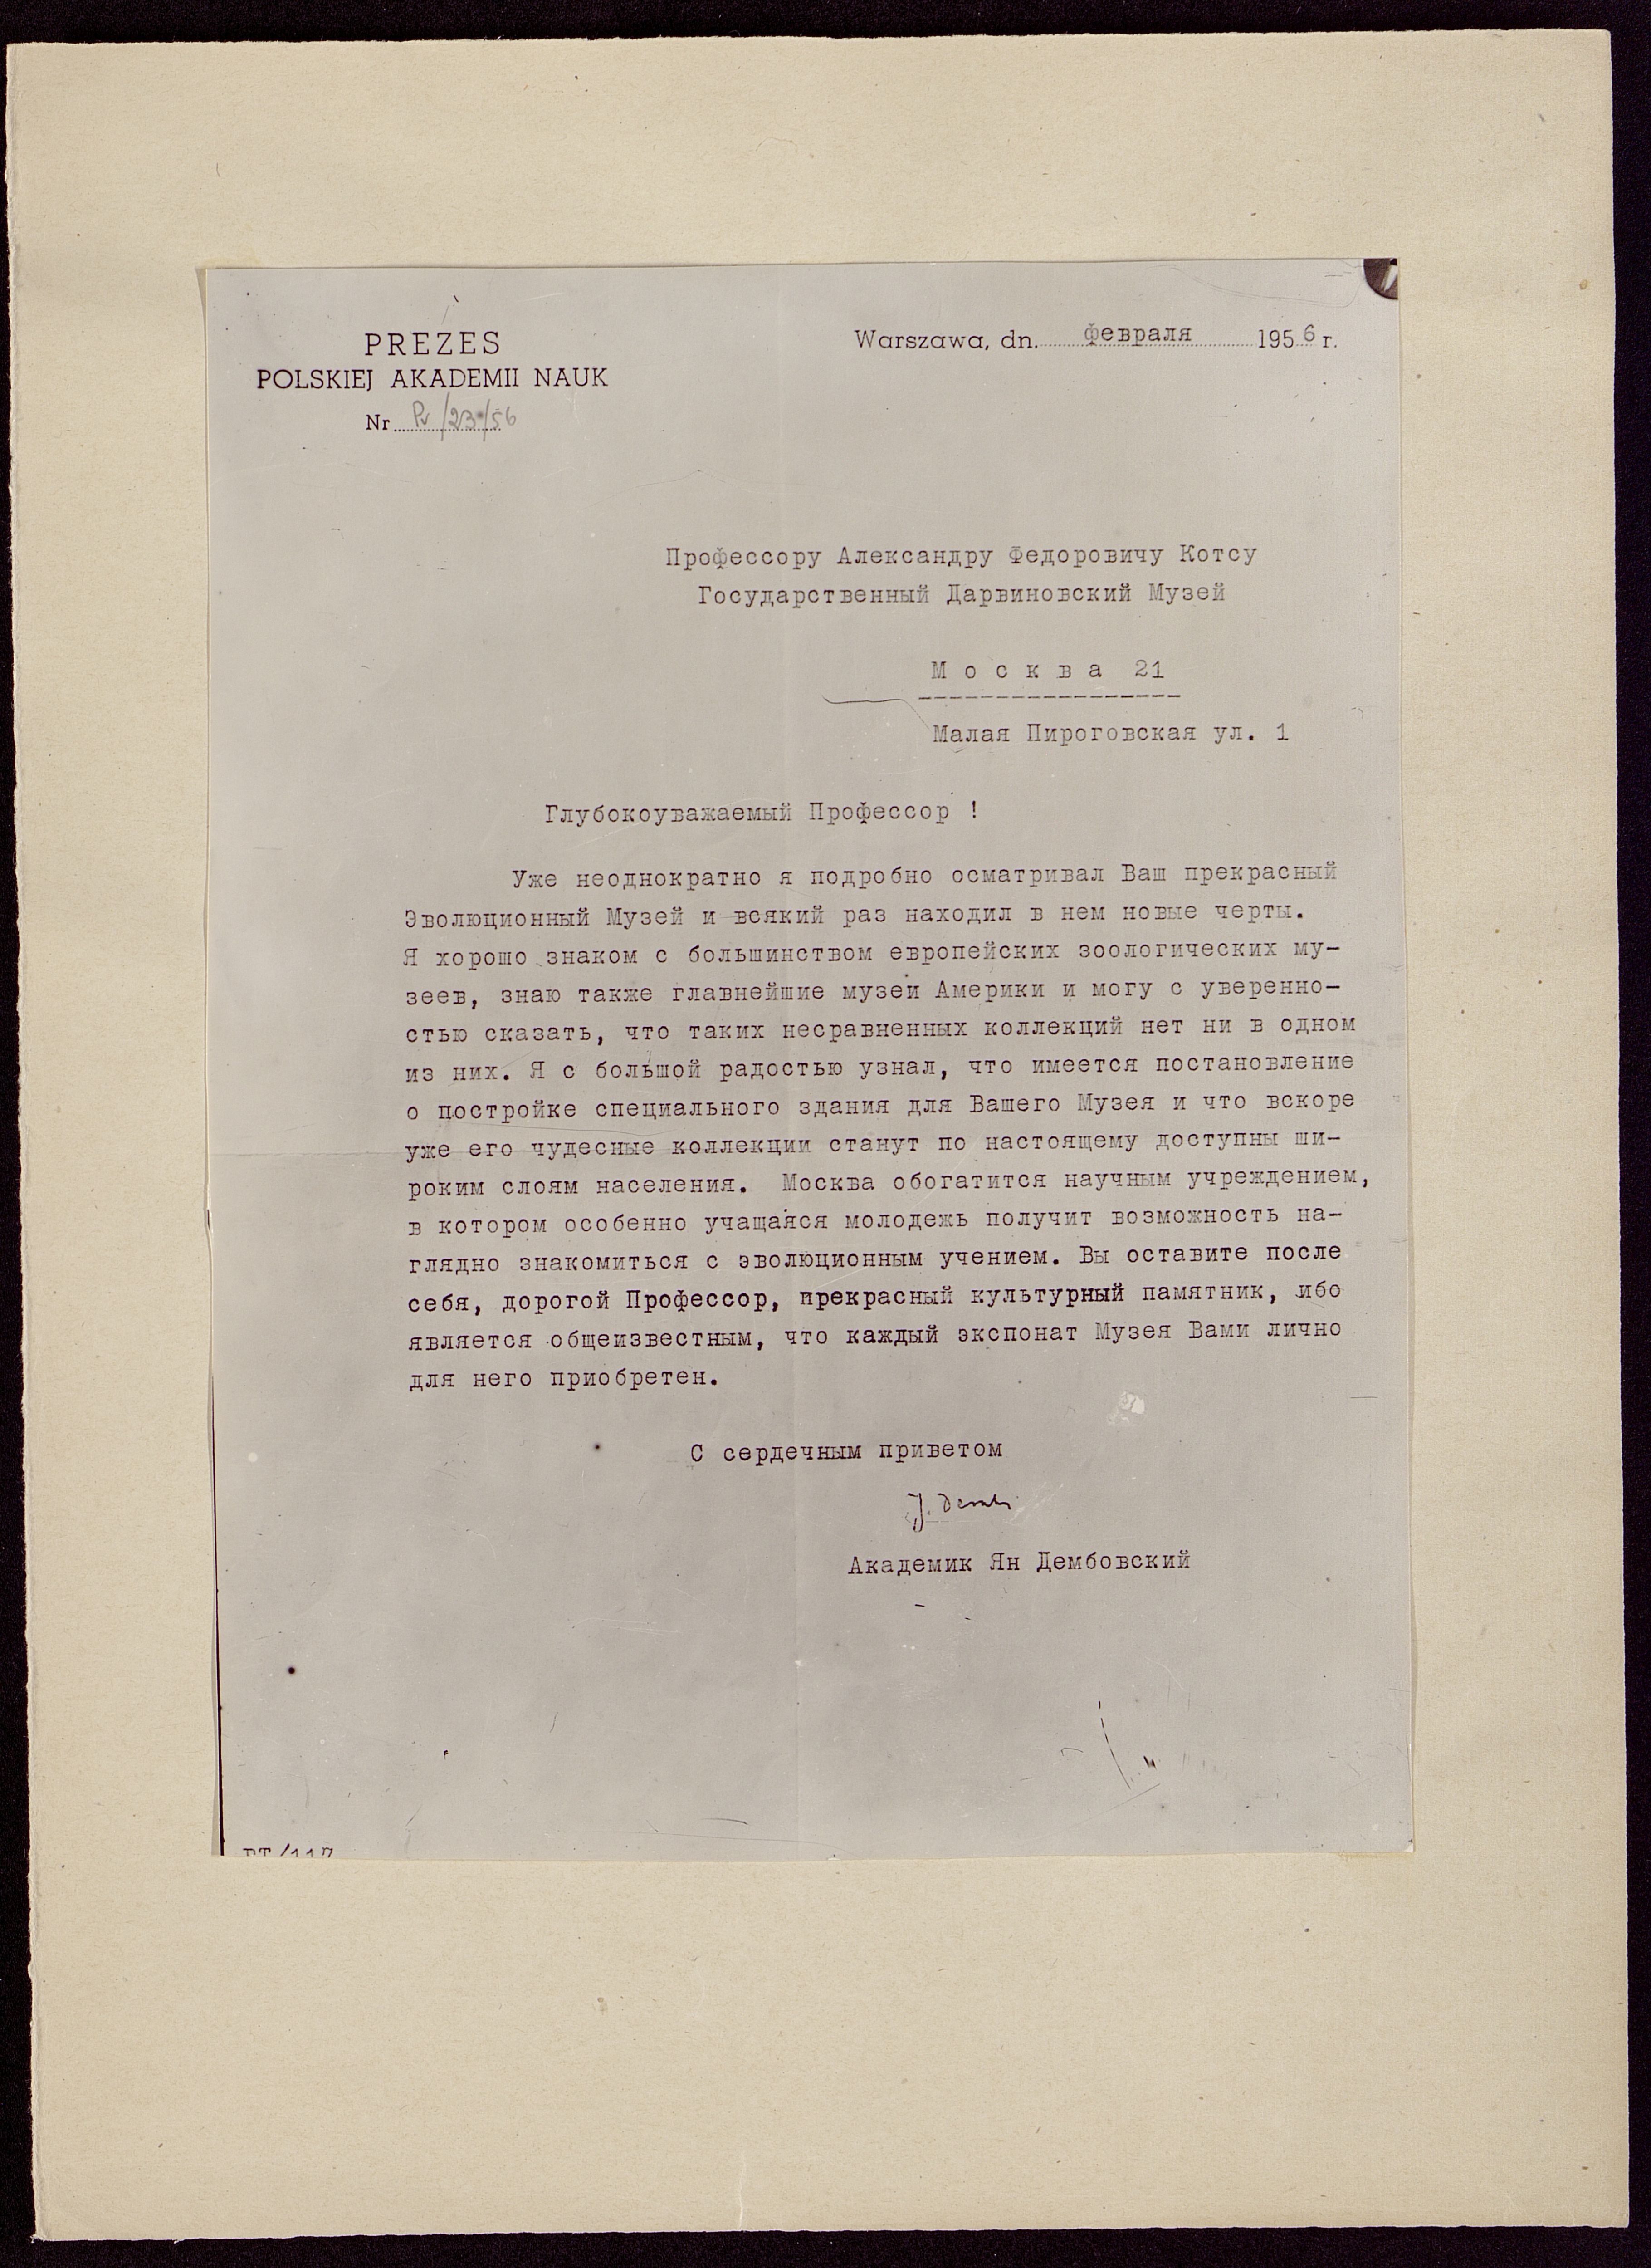 PREZES
POLSKIEJ AKADEMII NAUK
Nr
Warszawa, dn. февраля 1956 г.
Профессору Александру Федоровичу Котсу
Государственный Дарвиновский Музей
Москва 21
Малая Пироговская ул. 1
Глубокоуважаемый Профессор !
Уже неоднократно я подробно осматривал Ваш прекрасный
Эволюционный Музей и всякий раз находил в нем новые черты.
Я хорошо знаком с большинством европейских зоологических му-
зеев, знаю также главнейшие музеи Америки и могу с уверенно-
стью сказать, что таких несравненных коллекций нет ни в одном
из них. Я с большой радостью узнал, что имеется постановление
о постройке специального здания для Вашего Музея и что вскоре
уже его чудесные коллекции станут по настоящему доступны ши-
роким слоям населения. Москва обогатится научным учреждением,
в котором особенно учащаяся молодежь получит возможность на-
глядно знакомиться с эволюционным учением. Вы оставите после
себя, дорогой Профессор, прекрасный культурный памятник, ибо
является общеизвестным, что каждый экспонат Музея Вами лично
для него приобретен.
С сердечным приветом
Академик Ян Дембовский